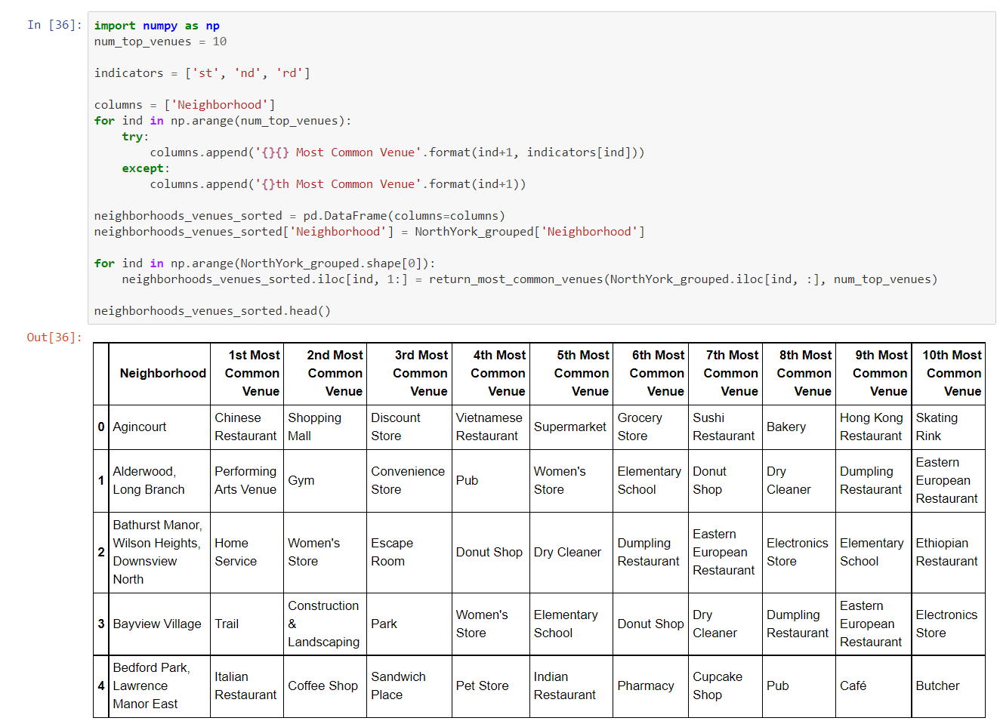 In [36]:
import numpy as np
num_top_venues = 10
indicators = ['st', 'nd', 'rd']
columns = ['Neighborhood']
for ind in np.arange(num_top_venues):
    try:
        columns.append('{}{} Most Common Venue'.format(ind+1, indicators[ind]))
    except:
        columns.append('{}th Most Common Venue'.format(ind+1))
neighborhoods_venues_sorted = pd.DataFrame(columns=columns)
neighborhoods_venues_sorted['Neighborhood'] = NorthYork_grouped['Neighborhood']
for ind in np.arange(NorthYork_grouped.shape[0]):
    neighborhoods_venues_sorted.iloc[ind, 1:] = return_most_common_venues(NorthYork_grouped.iloc[ind, :], num_top_venues)
neighborhoods_venues_sorted.head()
Out[36]:
Neighborhood
1st Most
Common
Venue
2nd Most
Common
Venue
3rd Most
Common
Venue
4th Most
Common
Venue
5th Most
Common
Venue
6th Most
Common
Venue
7th Most
Common
Venue
8th Most
Common
Venue
9th Most
Common
Venue
10th Most
Common
Venue
0
Agincourt
Chinese
Restaurant
Shopping
Mall
Discount
Store
Vietnamese
Restaurant
Supermarket
Grocery
Store
Sushi
Restaurant
Bakery
Hong Kong
Restaurant
Skating
Rink
1
Alderwood,
Long Branch
Performing
Arts Venue
Gym
Convenience
Store
Pub
Women's
Store
Elementary
School
Donut
Shop
Dry
Cleaner
Dumpling
Restaurant
Eastern
European
Restaurant
2
Bathurst Manor,
Wilson Heights,
Downsview
North
Home
Service
Women's
Store
Escape
Room
Donut Shop
Dry Cleaner
Dumpling
Restaurant
Eastern
European
Restaurant
Electronics
Store
Elementary
School
Ethiopian
Restaurant
3
Bayview Village
Trail
Construction
&
Landscaping
Park
Women's
Store
Elementary
School
Donut Shop
Dry
Cleaner
Dumpling
Restaurant
Eastern
European
Restaurant
Electronics
Store
4
Bedford Park,
Lawrence
Manor East
Italian
Restaurant
Coffee Shop
Sandwich
Place
Pet Store
Indian
Restaurant
Pharmacy
Cupcake
Shop
Pub
Café
Butcher